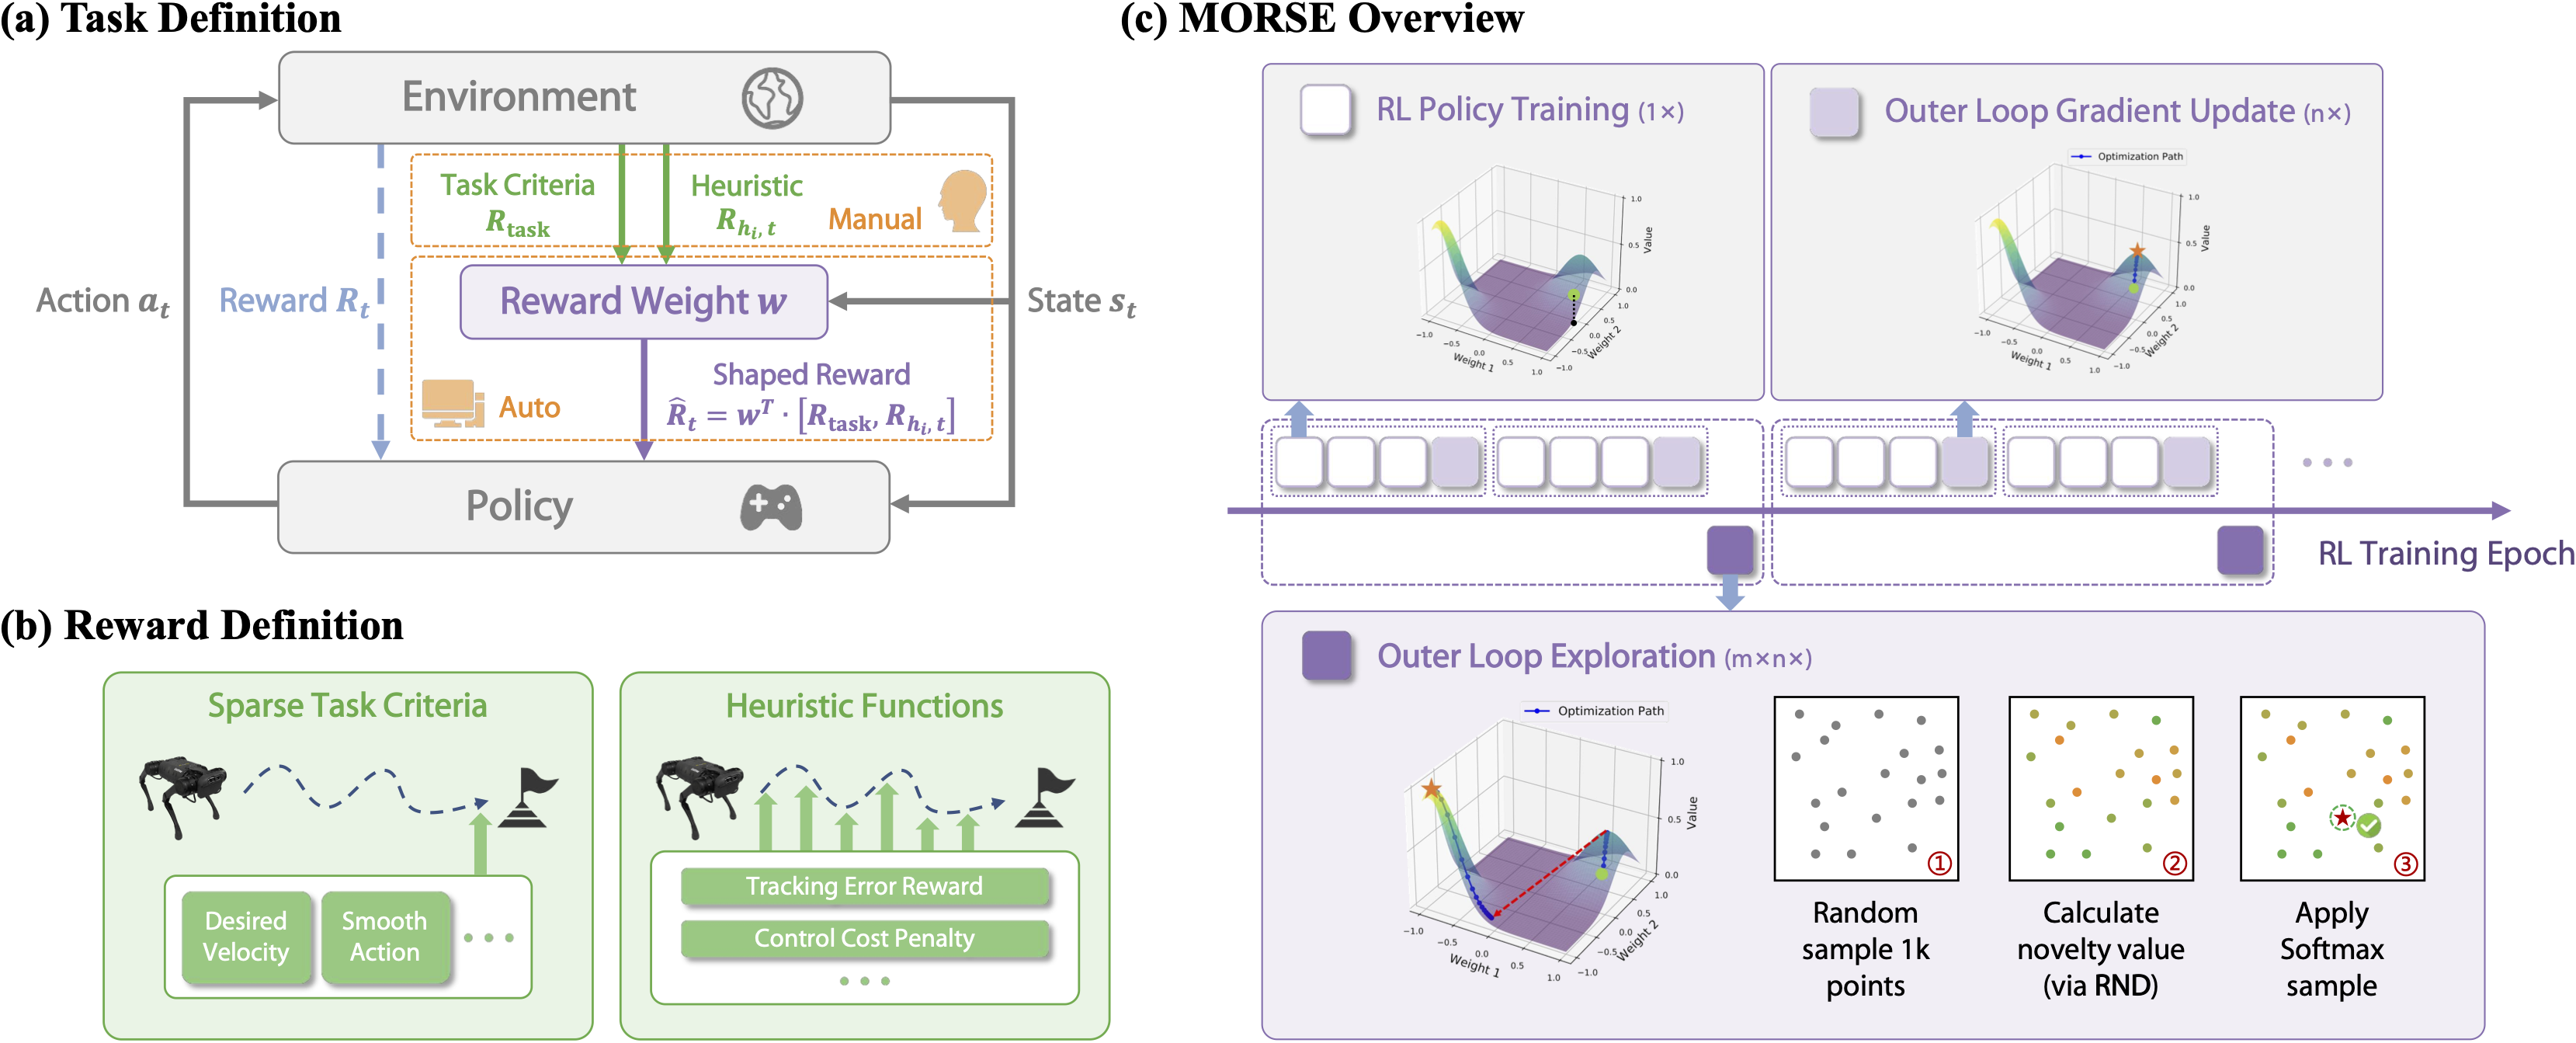 (a) Task Definition
Environment
Task Criteria
R_task
Heuristic
R_{h_i, t}
Manual
Action a_t
Reward R_t
Reward Weight w
State s_t
Auto
Shaped Reward
R̂_t = w^T · [R_task, R_{h_i, t}]
Policy
(b) Reward Definition
Sparse Task Criteria
Desired
Velocity
Smooth
Action
Heuristic Functions
Tracking Error Reward
Control Cost Penalty
(c) MORSE Overview
RL Policy Training (1×)
1.0
0.5
0.0
Value
−1.0
−0.5
0.0
0.5
1.0
Weight 1
−1.0
−0.5
0.0
0.5
1.0
Weight 2
Outer Loop Gradient Update (n×)
Optimization Path
1.0
0.5
0.0
Value
−1.0
−0.5
0.0
0.5
1.0
Weight 1
−1.0
−0.5
0.0
0.5
1.0
Weight 2
RL Training Epoch
Outer Loop Exploration (m×n×)
Optimization Path
1.0
0.5
0.0
Value
−1.0
−0.5
0.0
0.5
1.0
Weight 1
−1.0
−0.5
0.0
0.5
1.0
Weight 2
①
Random
sample 1k
points
②
Calculate
novelty value
(via RND)
③
Apply
Softmax
sample